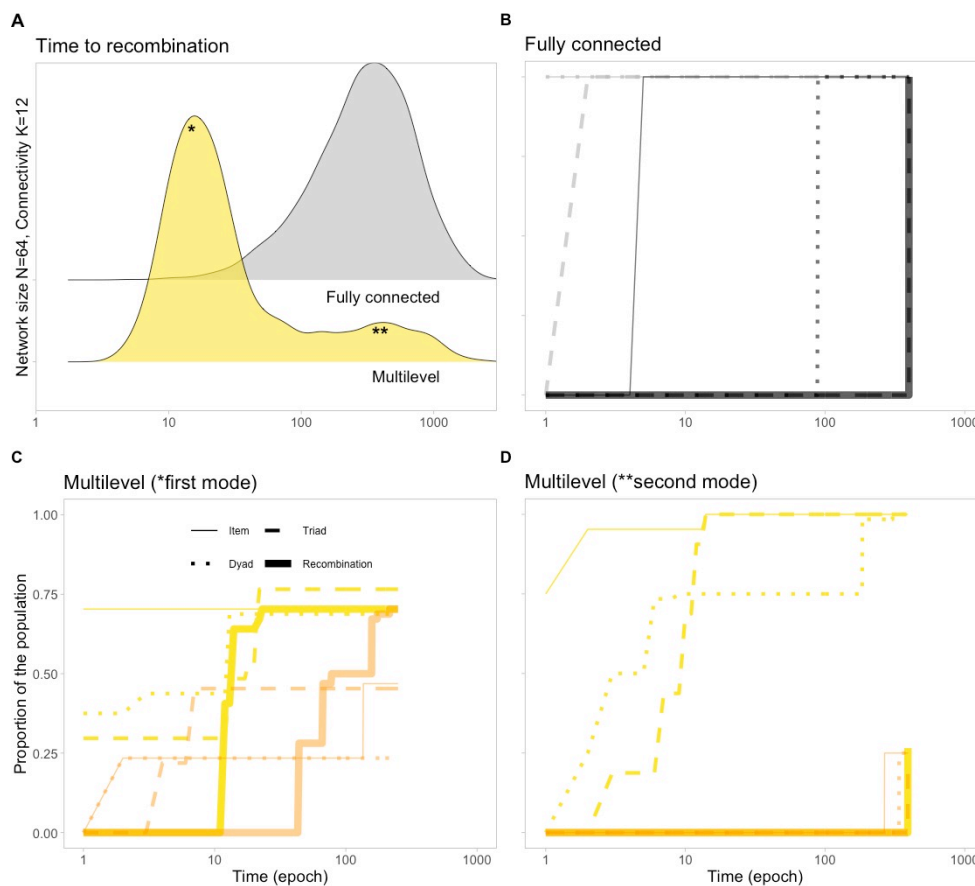 A
Time to recombination
Network size N=64, Connectivity K=12
*
Fully connected
**
Multilevel
1
10
100
1000
B
Fully connected
1
10
100
1000
C
Multilevel (*first mode)
Proportion of the population
1.00
0.75
0.50
0.25
0.00
Item
Triad
Dyad
Recombination
1
10
100
1000
Time (epoch)
D
Multilevel (**second mode)
1
10
100
1000
Time (epoch)